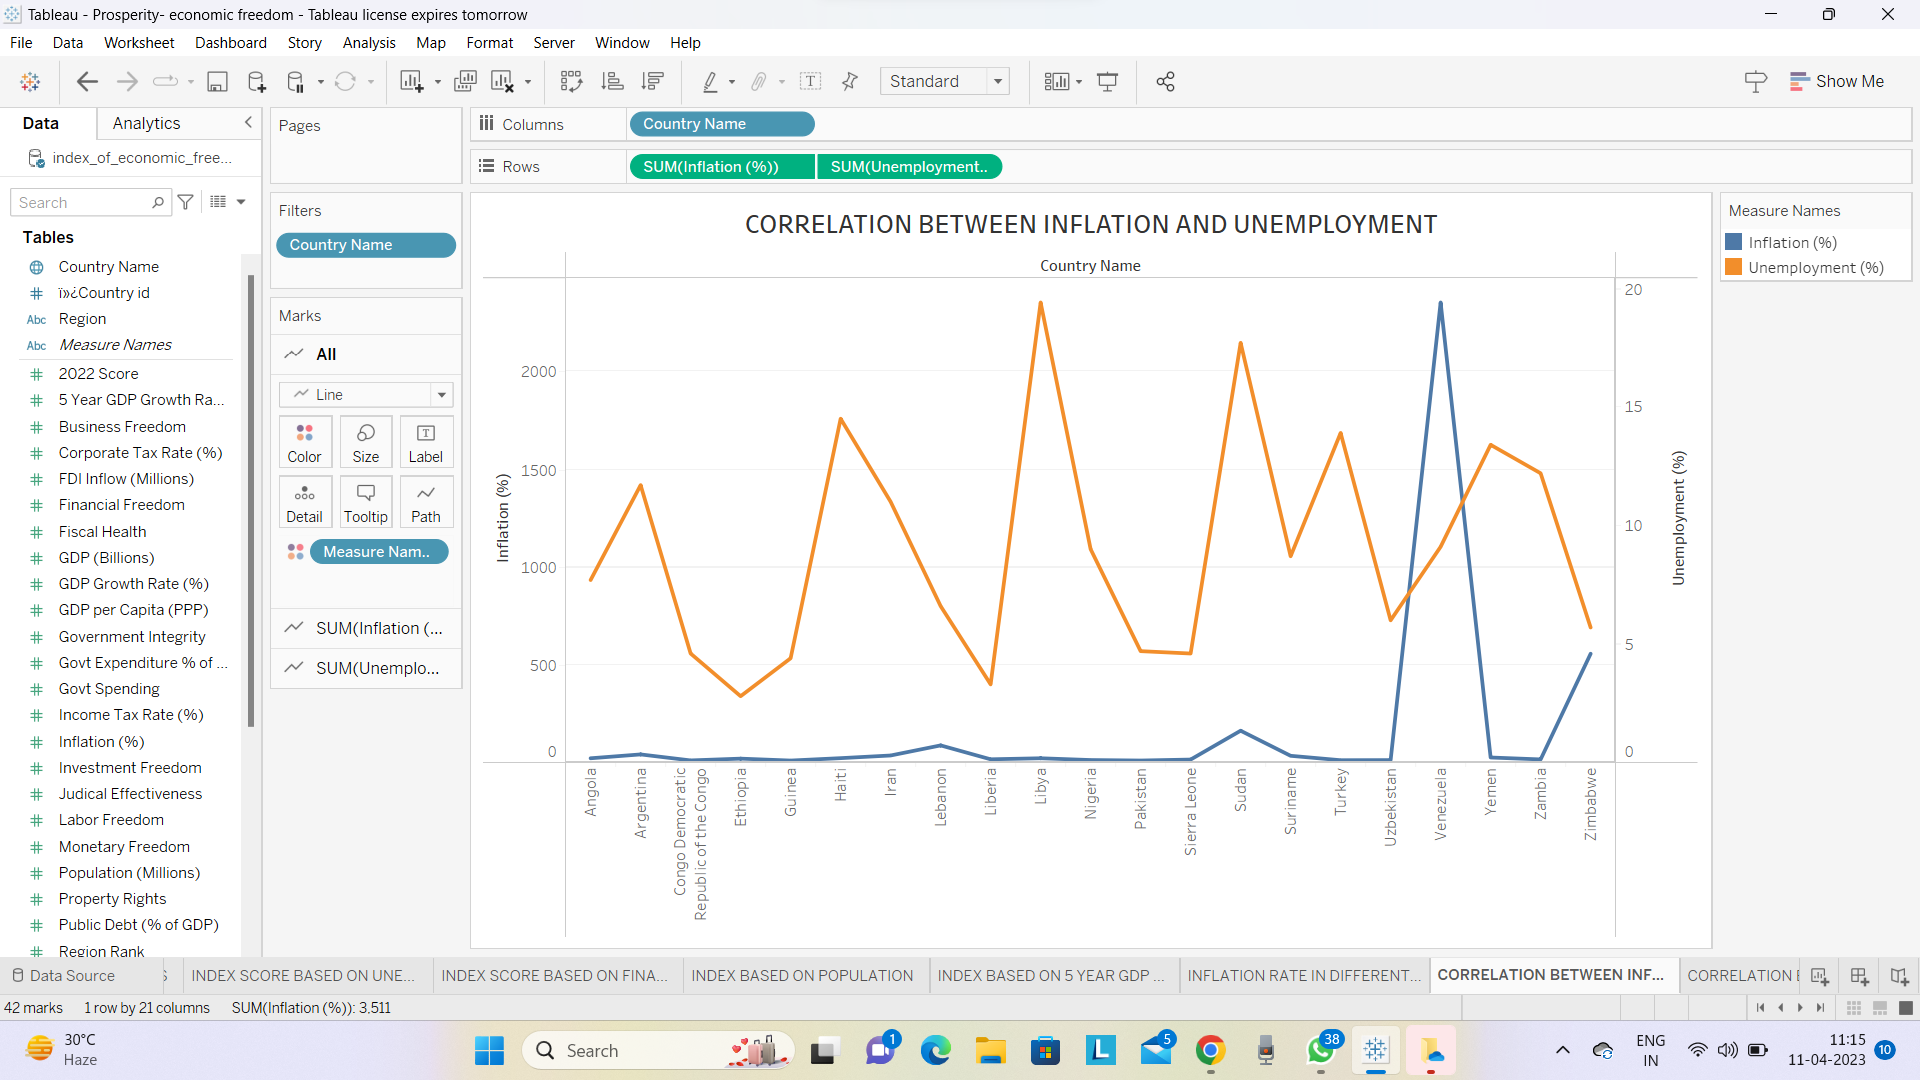 Tableau - Prosperity- economic freedom - Tableau license expires tomorrow
File Data Worksheet Dashboard Story Analysis Map Format Server Window Help
Standard
Show Me
Data Analytics
index_of_economic_free...
Search
Tables
Country Name
ï»¿Country id
Abc Region
Abc Measure Names
2022 Score
5 Year GDP Growth Ra...
Business Freedom
Corporate Tax Rate (%)
FDI Inflow (Millions)
Financial Freedom
Fiscal Health
GDP (Billions)
GDP Growth Rate (%)
GDP per Capita (PPP)
Government Integrity
Govt Expenditure % of ...
Govt Spending
Income Tax Rate (%)
Inflation (%)
Investment Freedom
Judical Effectiveness
Labor Freedom
Monetary Freedom
Population (Millions)
Property Rights
Public Debt (% of GDP)
Region Rank
Pages
Filters
Country Name
Marks
All
Line
Color Size Label
Detail Tooltip Path
Measure Nam..
SUM(Inflation (...
SUM(Unemplo...
Columns Country Name
Rows SUM(Inflation (%)) SUM(Unemployment..
CORRELATION BETWEEN INFLATION AND UNEMPLOYMENT
Country Name
Inflation (%)
2000
1500
1000
500
0
20
15
10
5
0
Unemployment (%)
Angola
Argentina
Congo Democratic
Republic of the Congo
Ethiopia
Guinea
Haiti
Iran
Lebanon
Liberia
Libya
Nigeria
Pakistan
Sierra Leone
Sudan
Suriname
Turkey
Uzbekistan
Venezuela
Yemen
Zambia
Zimbabwe
Measure Names
Inflation (%)
Unemployment (%)
Data Source INDEX SCORE BASED ON UNE... INDEX SCORE BASED ON FINA... INDEX BASED ON POPULATION INDEX BASED ON 5 YEAR GDP ... INFLATION RATE IN DIFFERENT... CORRELATION BETWEEN INF... CORRELATION
42 marks 1 row by 21 columns SUM(Inflation (%)): 3,511
30°C
Haze
Search
1
5
38
ENG
IN
11:15
11-04-2023
10